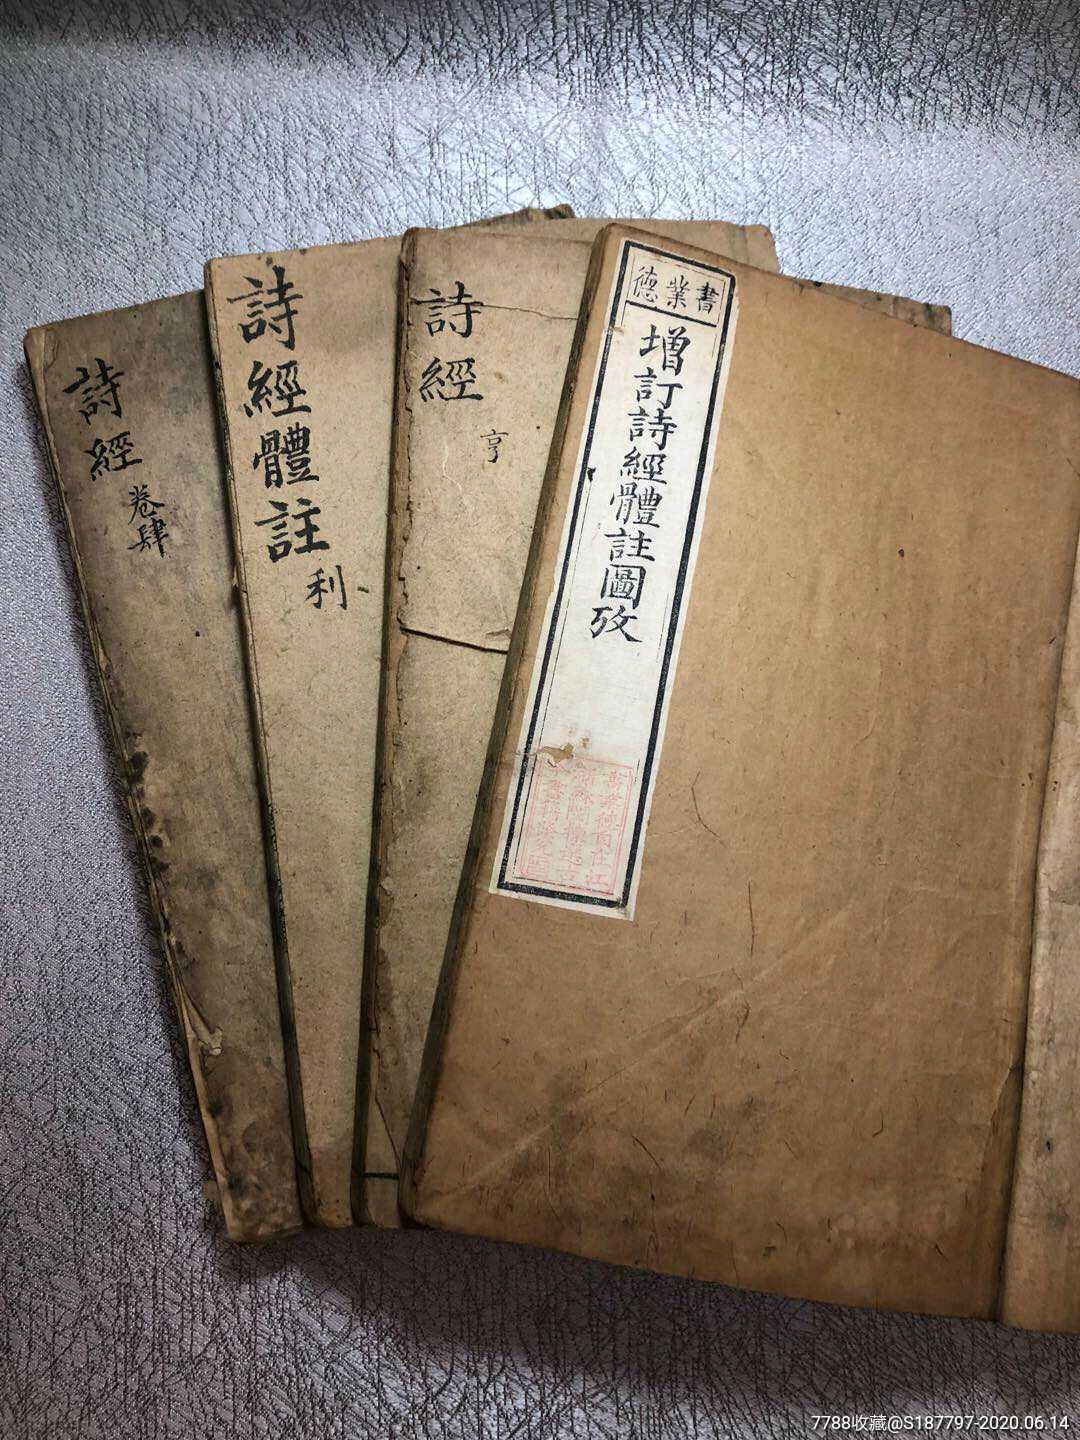 書業德
增訂詩經體註圖攷
詩經
亨
詩經體註
利
詩經
卷肆
7788收藏@S187797-2020.06.14